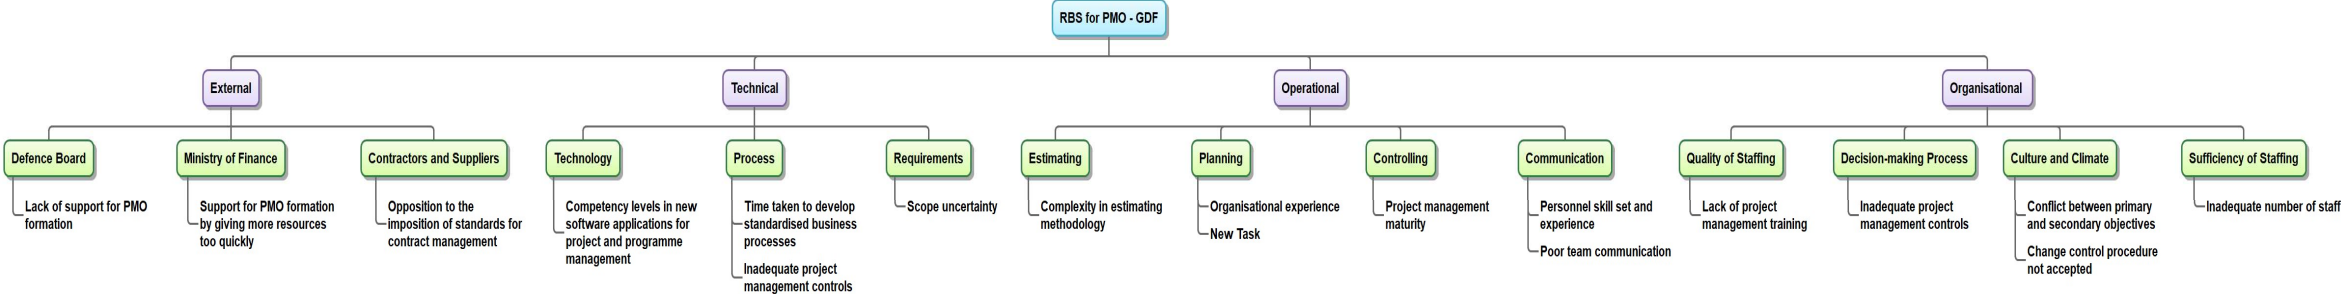 RBS for PMO - GDF
External
Technical
Operational
Organisational
Defence Board
Ministry of Finance
Contractors and Suppliers
Technology
Process
Requirements
Estimating
Planning
Controlling
Communication
Quality of Staffing
Decision-making Process
Culture and Climate
Sufficiency of Staffing
Lack of support for PMO
formation
Support for PMO formation
by giving more resources
too quickly
Opposition to the
imposition of standards for
contract management
Competency levels in new
software applications for
project and programme
management
Time taken to develop
standardised business
processes
Inadequate project
management controls
Scope uncertainty
Complexity in estimating
methodology
Organisational experience
New Task
Project management
maturity
Personnel skill set and
experience
Poor team communication
Lack of project
management training
Inadequate project
management controls
Conflict between primary
and secondary objectives
Change control procedure
not accepted
Inadequate number of staff